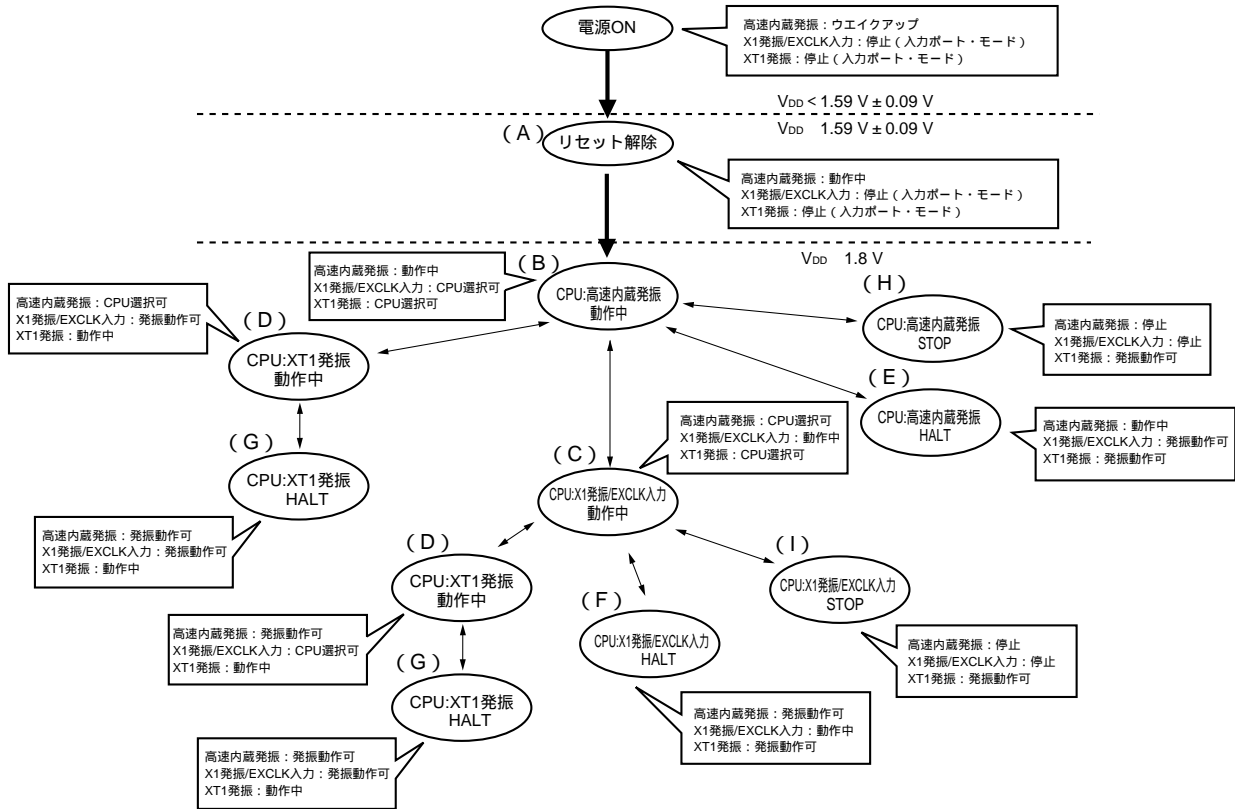 電源ON
高速内蔵発振：ウエイクアップ
X1発振/EXCLK入力：停止（入力ポート・モード）
XT1発振：停止（入力ポート・モード）
VDD < 1.59 V ± 0.09 V
VDD 1.59 V ± 0.09 V
（A）
リセット解除
高速内蔵発振：動作中
X1発振/EXCLK入力：停止（入力ポート・モード）
XT1発振：停止（入力ポート・モード）
VDD 1.8 V
（B）
高速内蔵発振：動作中
X1発振/EXCLK入力：CPU選択可
XT1発振：CPU選択可
CPU:高速内蔵発振
動作中
（H）
CPU:高速内蔵発振
STOP
高速内蔵発振：停止
X1発振/EXCLK入力：停止
XT1発振：発振動作可
高速内蔵発振：CPU選択可
X1発振/EXCLK入力：発振動作可
XT1発振：動作中
（D）
CPU:XT1発振
動作中
（E）
CPU:高速内蔵発振
HALT
高速内蔵発振：動作中
X1発振/EXCLK入力：発振動作可
XT1発振：発振動作可
高速内蔵発振：CPU選択可
X1発振/EXCLK入力：動作中
XT1発振：CPU選択可
（G）
CPU:XT1発振
HALT
高速内蔵発振：発振動作可
X1発振/EXCLK入力：発振動作可
XT1発振：動作中
（C）
CPU:X1発振/EXCLK入力
動作中
（D）
CPU:XT1発振
動作中
高速内蔵発振：発振動作可
X1発振/EXCLK入力：CPU選択可
XT1発振：動作中
（I）
CPU:X1発振/EXCLK入力
STOP
高速内蔵発振：停止
X1発振/EXCLK入力：停止
XT1発振：発振動作可
（F）
CPU:X1発振/EXCLK入力
HALT
高速内蔵発振：発振動作可
X1発振/EXCLK入力：動作中
XT1発振：発振動作可
（G）
CPU:XT1発振
HALT
高速内蔵発振：発振動作可
X1発振/EXCLK入力：発振動作可
XT1発振：動作中